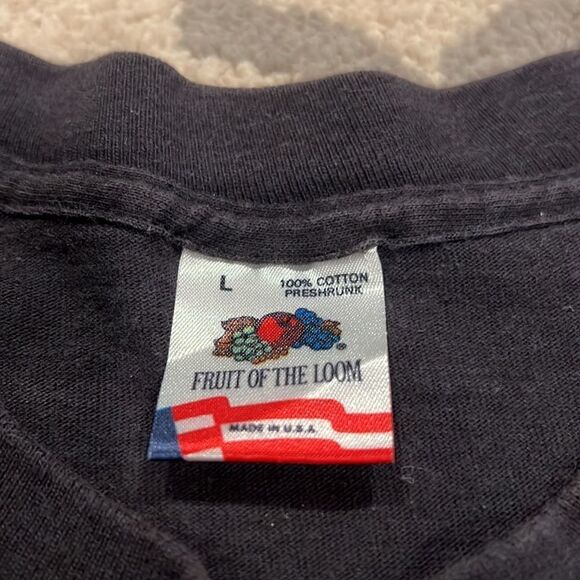 L
100% COTTON
PRESHRUNK
®
FRUIT OF THE LOOM
MADE IN U.S.A.